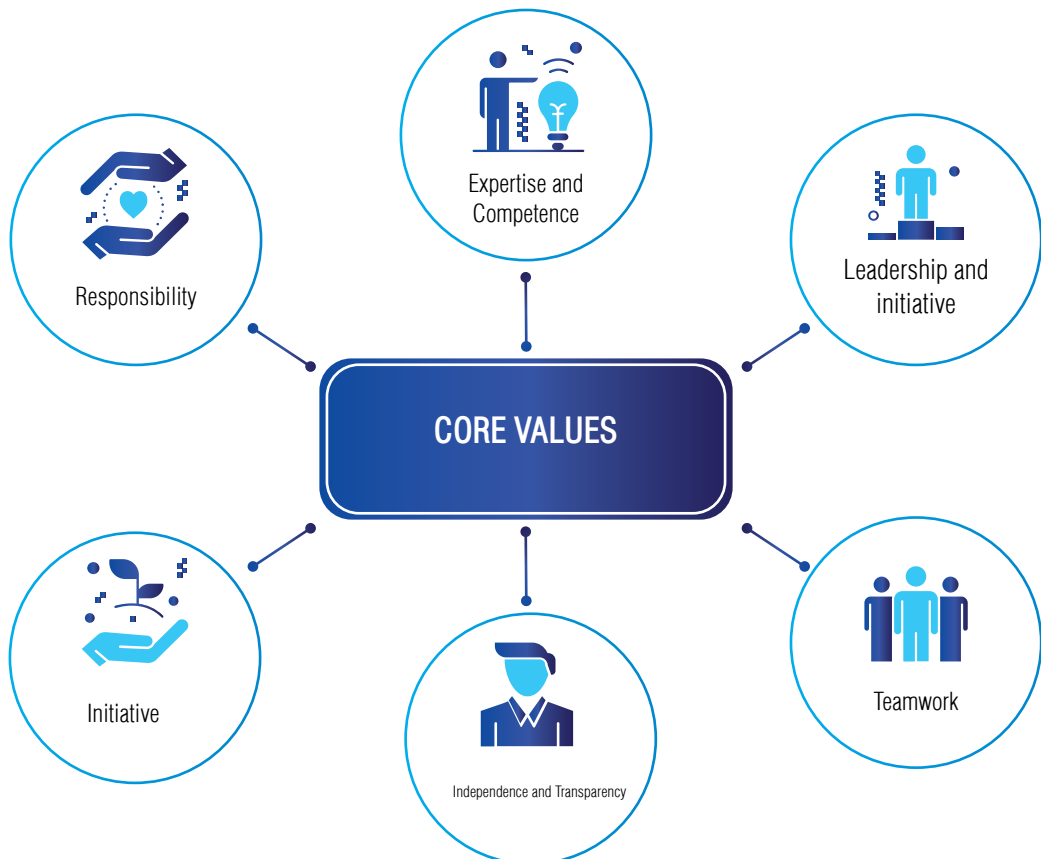 Expertise and
Competence
Leadership and
initiative
Responsibility
CORE VALUES
Initiative
Teamwork
Independence and Transparency